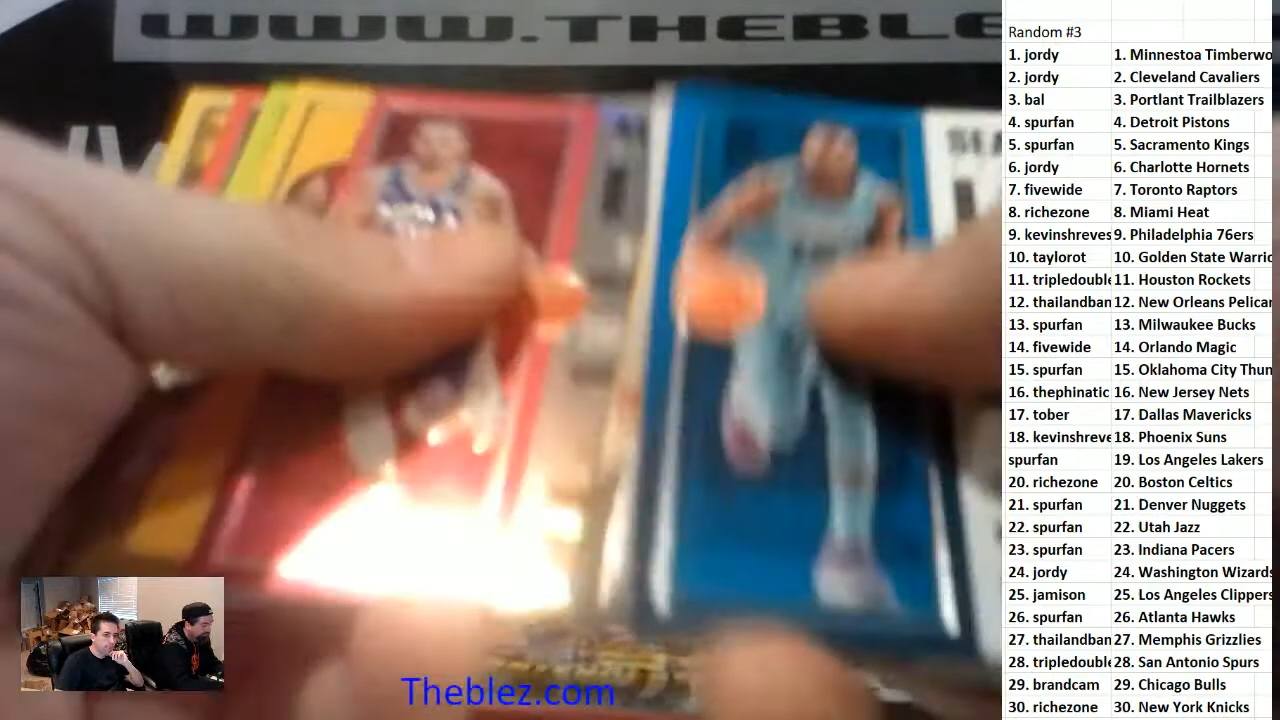 WWW.THEBLE
Random #3
1. jordy 1. Minnestoa Timberwo
2. jordy 2. Cleveland Cavaliers
3. bal 3. Portlant Trailblazers
4. spurfan 4. Detroit Pistons
5. spurfan 5. Sacramento Kings
6. jordy 6. Charlotte Hornets
7. fivewide 7. Toronto Raptors
8. richezone 8. Miami Heat
9. kevinshreves 9. Philadelphia 76ers
10. taylorot 10. Golden State Warric
11. tripledouble 11. Houston Rockets
12. thailandban 12. New Orleans Pelicar
13. spurfan 13. Milwaukee Bucks
14. fivewide 14. Orlando Magic
15. spurfan 15. Oklahoma City Thun
16. thephinatic 16. New Jersey Nets
17. tober 17. Dallas Mavericks
18. kevinshreve 18. Phoenix Suns
spurfan 19. Los Angeles Lakers
20. richezone 20. Boston Celtics
21. spurfan 21. Denver Nuggets
22. spurfan 22. Utah Jazz
23. spurfan 23. Indiana Pacers
24. jordy 24. Washington Wizards
25. jamison 25. Los Angeles Clippers
26. spurfan 26. Atlanta Hawks
27. thailandban 27. Memphis Grizzlies
28. tripledouble 28. San Antonio Spurs
29. brandcam 29. Chicago Bulls
30. richezone 30. New York Knicks
Theblez.com